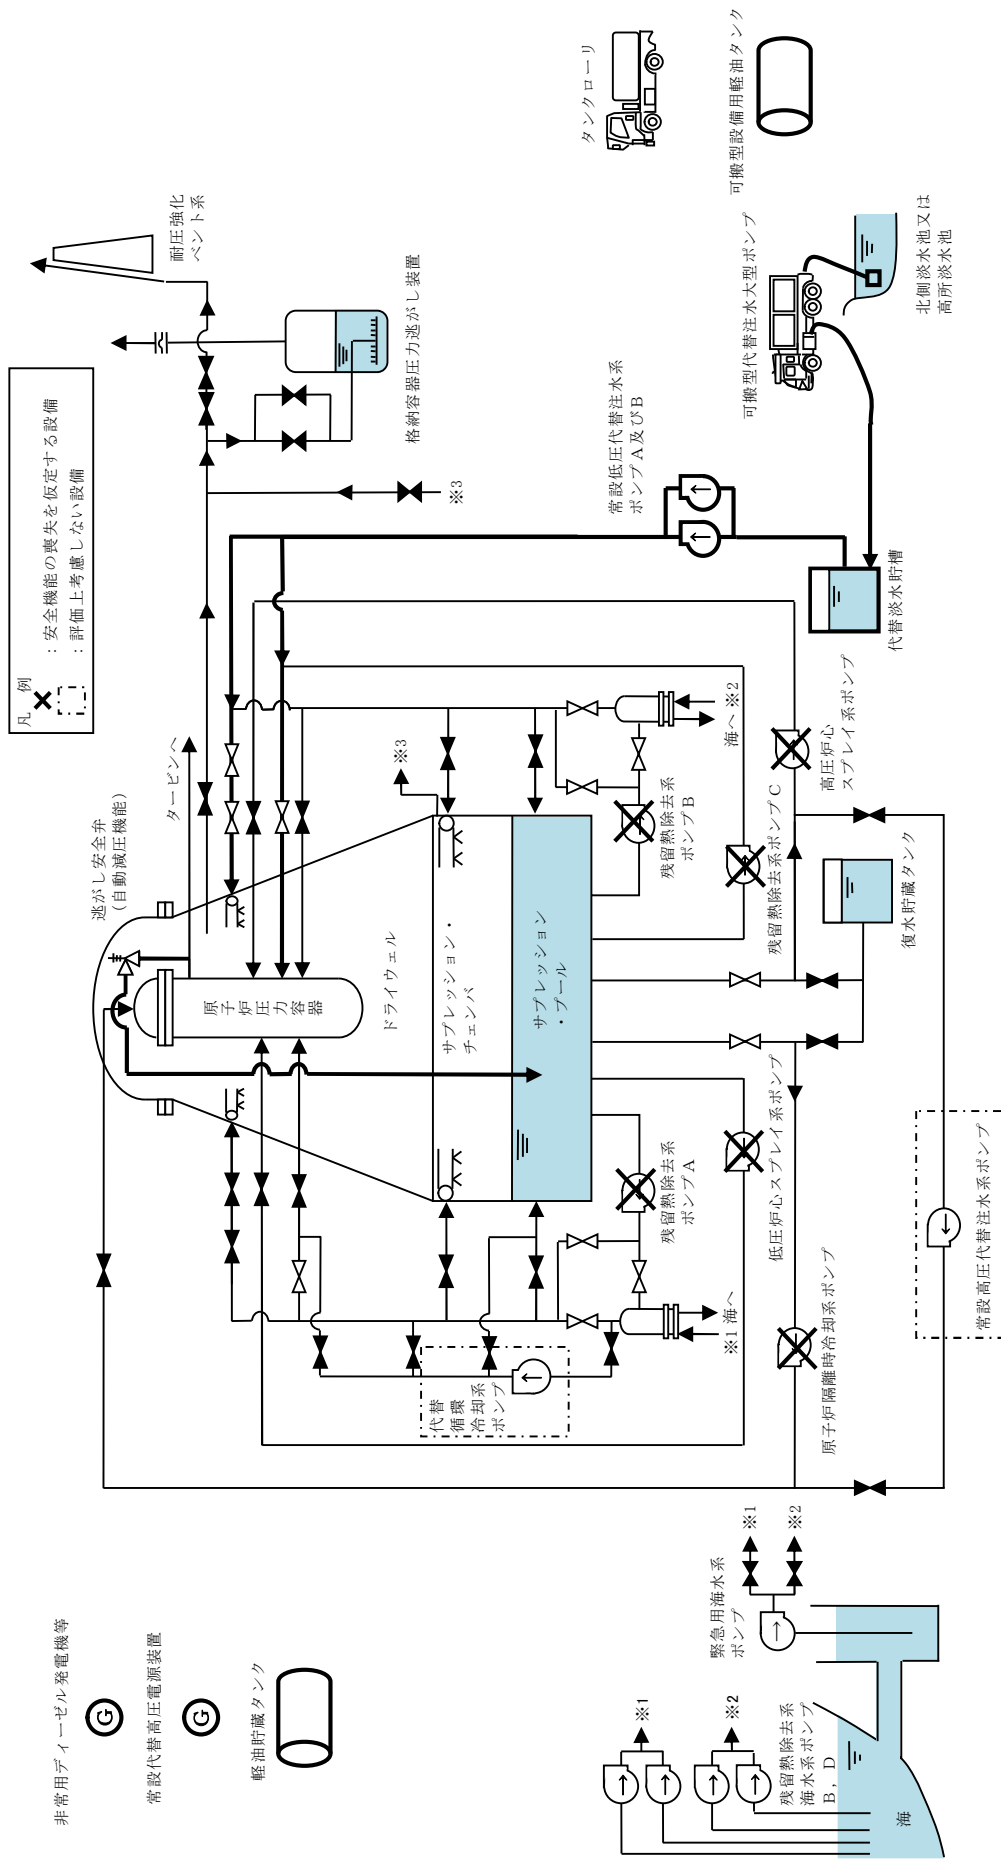 非常用ディーゼル発電機等
G
常設代替高圧電源装置
G
軽油貯蔵タンク
逃がし安全弁
(自動減圧機能)
タービンへ
凡 例
：安全機能の喪失を仮定する設備
：評価上考慮しない設備
耐圧強化
ベント系
格納容器圧力逃がし装置
※3
※3
原子炉圧力容器
ドライウェル
サプレッション・
チェンバ
サプレッション
・プール
代替
循環
冷却系
ポンプ
残留熱除去系
ポンプA
※1 海へ
残留熱除去系
ポンプB
海へ ※2
常設低圧代替注水系
ポンプA及びB
タンクローリ
可搬型設備用軽油タンク
可搬型代替注水大型ポンプ
北側淡水池又は
高所淡水池
代替淡水貯槽
残留熱除去系ポンプC
高圧炉心
スプレイ系ポンプ
復水貯蔵タンク
低圧炉心スプレイ系ポンプ
原子炉隔離時冷却系ポンプ
常設高圧代替注水系ポンプ
緊急用海水系
ポンプ
※1
※2
※1
※2
残留熱除去系
海水系ポンプ
B，D
海